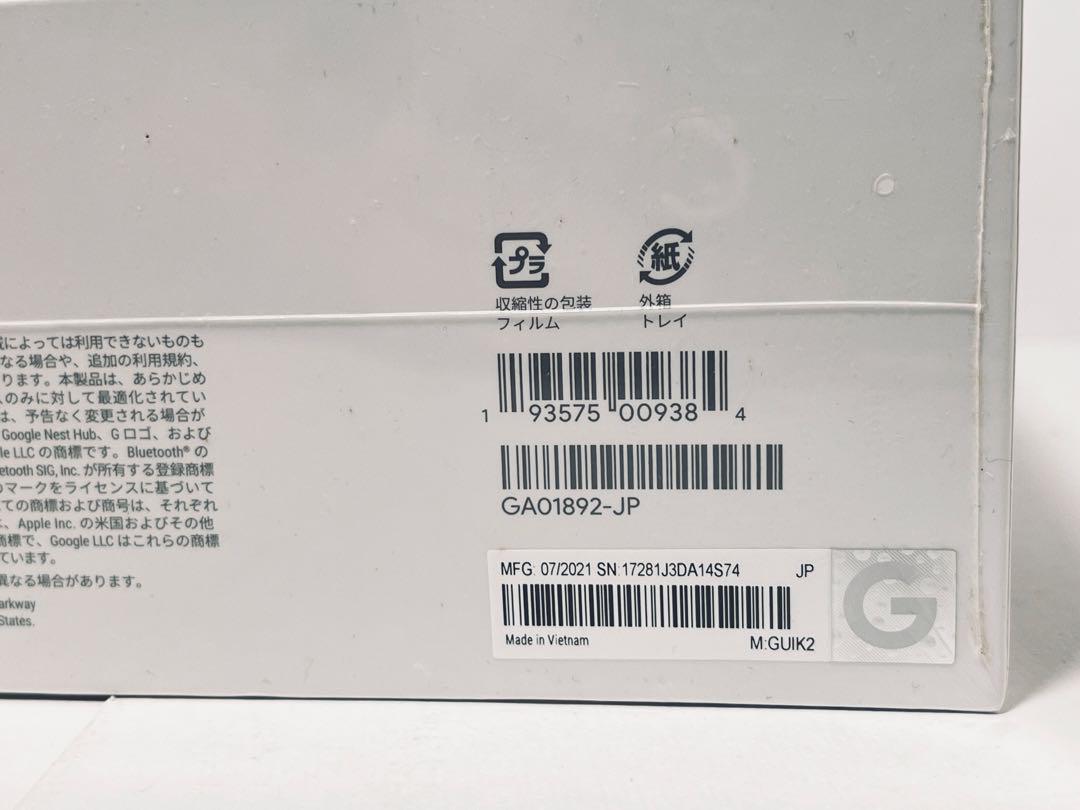 プラ
紙
収縮性の包装
フィルム
外箱
トレイ
によっては利用できないものも
なる場合や、追加の利用規約、
ります。本製品は、あらかじめ
のみに対して最適化されてい
は、予告なく変更される場合が
Google Nest Hub、G ロゴ、および
le LLC の商標です。Bluetooth® の
etooth SIG, Inc. が所有する登録商標
マークをライセンスに基づいて
ての商標および商号は、それぞれ
、Apple Inc. の米国およびその他
商標で、Google LLC はこれらの商標
ています。
異なる場合があります。
arkway
States.
1 93575 00938 4
GA01892-JP
MFG: 07/2021 SN:17281J3DA14S74 JP
Made in Vietnam M:GUIK2
G